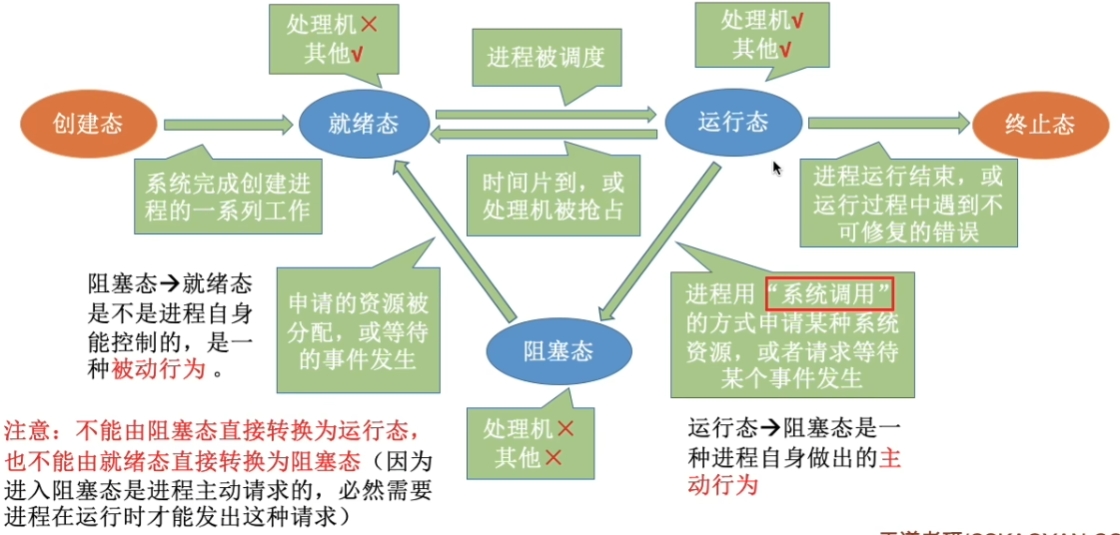 处理机×
其他√
进程被调度
处理机√
其他√
创建态
就绪态
运行态
终止态
系统完成创建进
程的一系列工作
时间片到，或
处理机被抢占
进程运行结束，或
运行过程中遇到不
可修复的错误
阻塞态→就绪态
是不是进程自身
能控制的，是一
种被动行为。
申请的资源被
分配，或等待
的事件发生
进程用“系统调用”
的方式申请某种系统
资源，或者请求等待
某个事件发生
阻塞态
处理机×
其他×
运行态→阻塞态是一
种进程自身做出的主
动行为
注意：不能由阻塞态直接转换为运行态，
也不能由就绪态直接转换为阻塞态（因为
进入阻塞态是进程主动请求的，必然需要
进程在运行时才能发出这种请求）